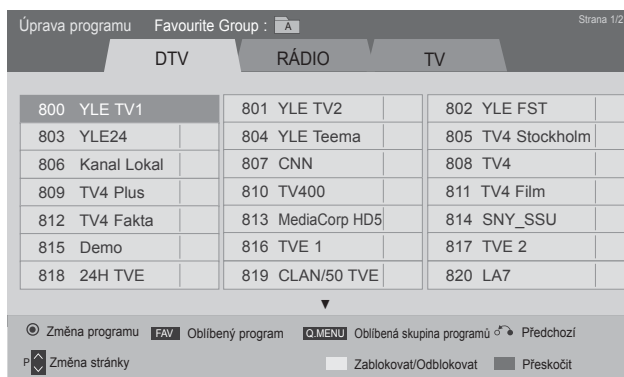 Úprava programu Favourite Group : A Strana 1/2
DTV RÁDIO TV
800 YLE TV1 801 YLE TV2 802 YLE FST
803 YLE24 804 YLE Teema 805 TV4 Stockholm
806 Kanal Lokal 807 CNN 808 TV4
809 TV4 Plus 810 TV400 811 TV4 Film
812 TV4 Fakta 813 MediaCorp HD5 814 SNY_SSU
815 Demo 816 TVE 1 817 TVE 2
818 24H TVE 819 CLAN/50 TVE 820 LA7
Změna programu FAV Oblíbený program Q.MENU Oblíbená skupina programů Předchozí
P Změna stránky Zablokovat/Odblokovat Přeskočit